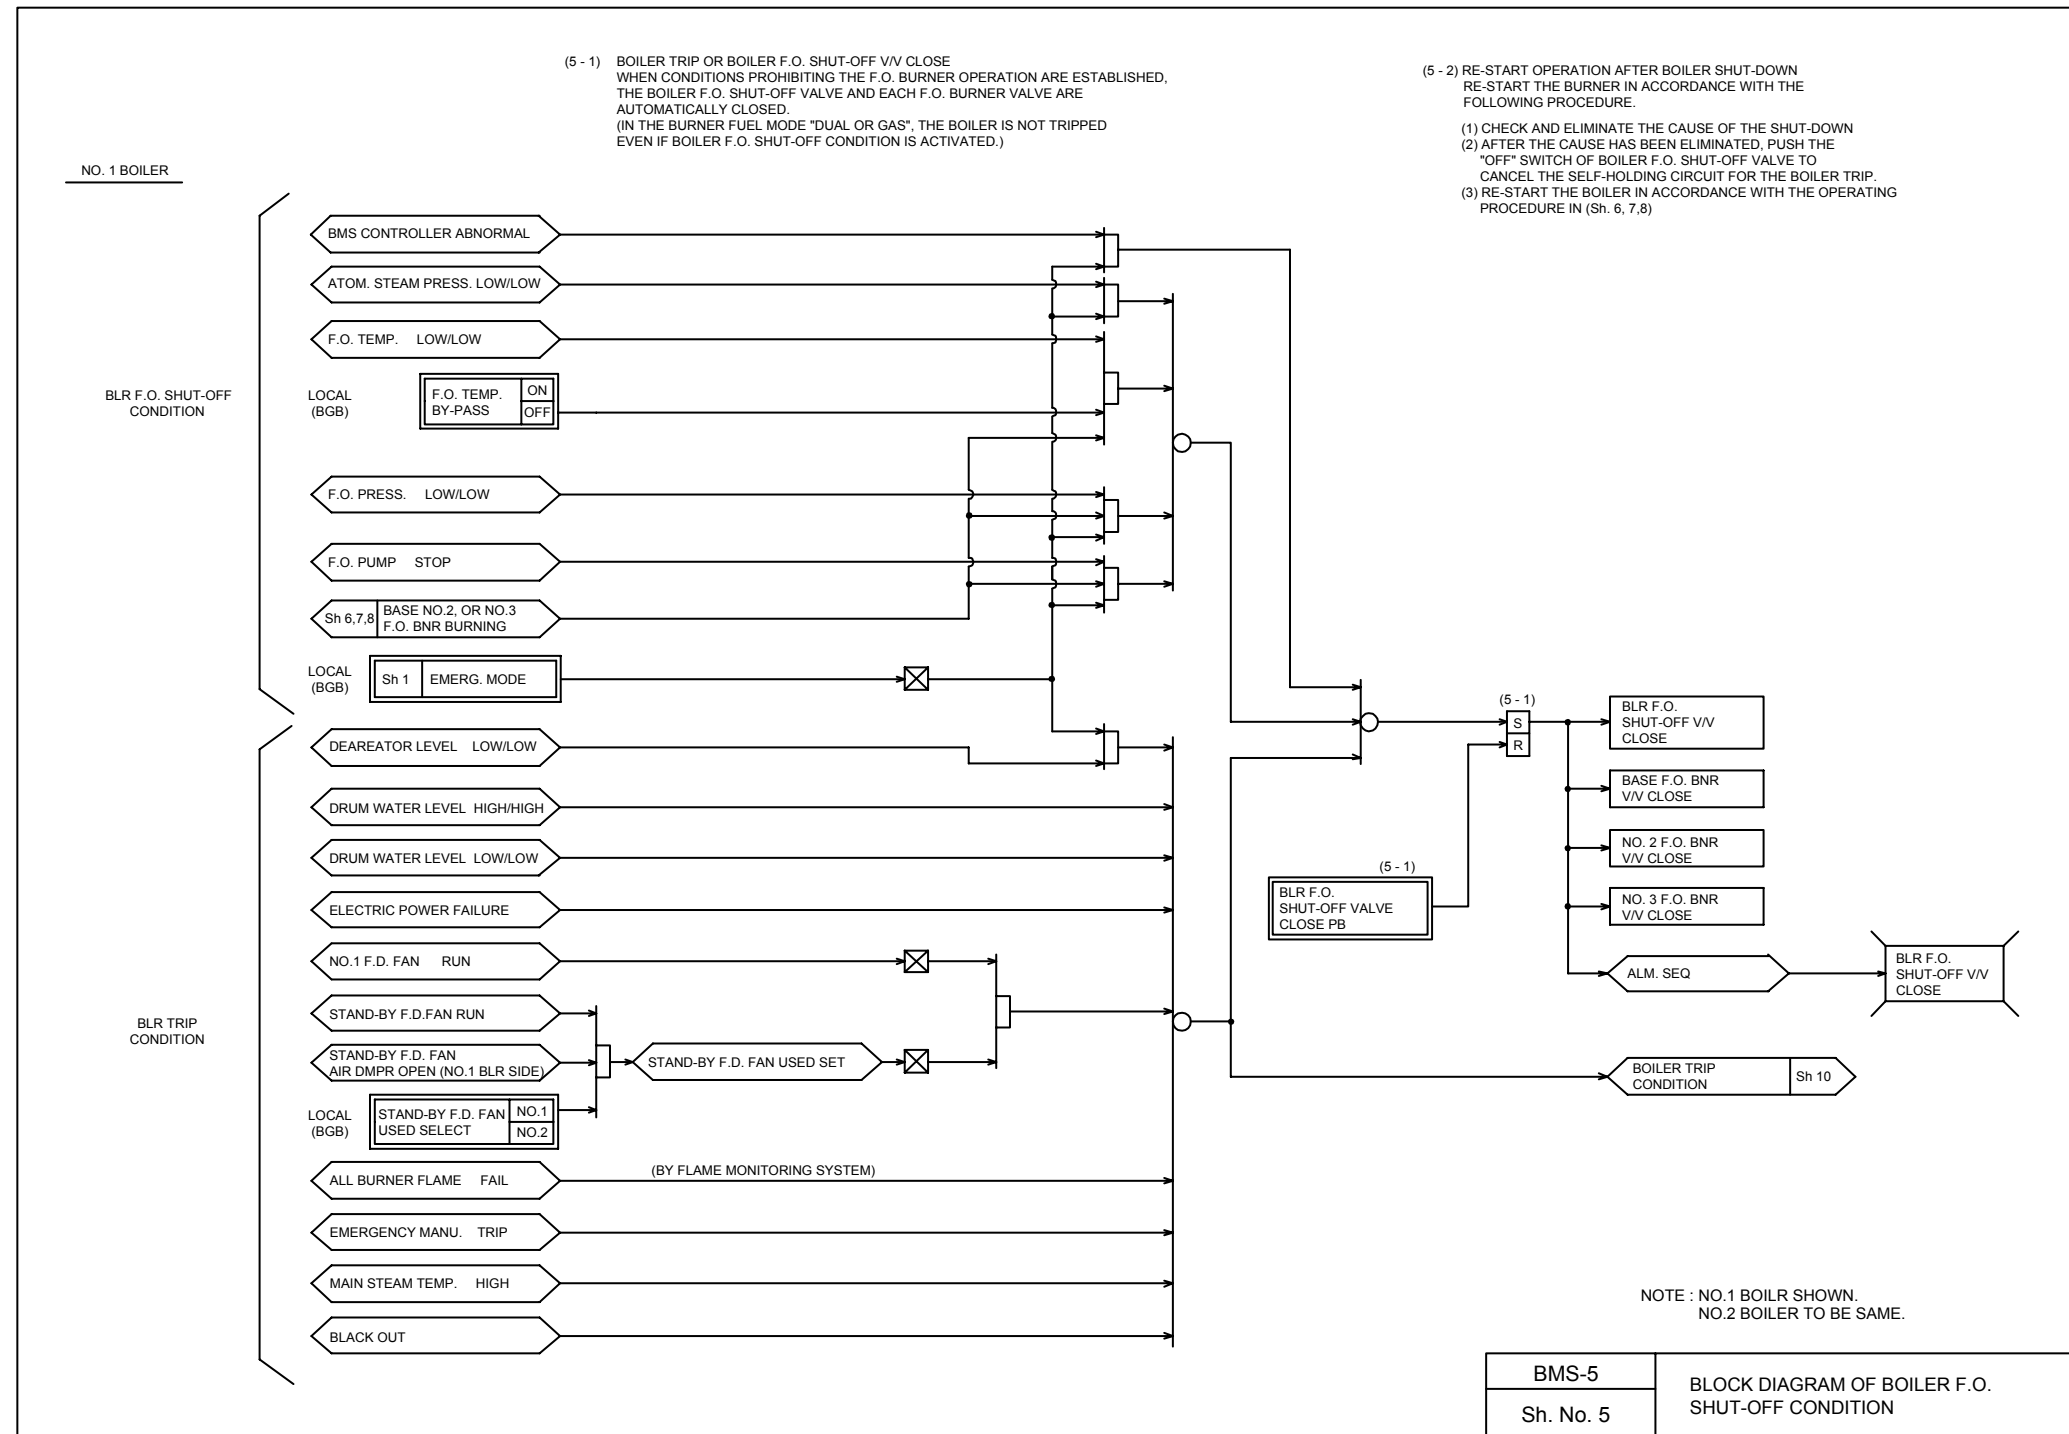 (5 - 1) BOILER TRIP OR BOILER F.O. SHUT-OFF V/V CLOSE
WHEN CONDITIONS PROHIBITING THE F.O. BURNER OPERATION ARE ESTABLISHED,
THE BOILER F.O. SHUT-OFF VALVE AND EACH F.O. BURNER VALVE ARE
AUTOMATICALLY CLOSED.
(IN THE BURNER FUEL MODE "DUAL OR GAS", THE BOILER IS NOT TRIPPED
EVEN IF BOILER F.O. SHUT-OFF CONDITION IS ACTIVATED.)
(5 - 2) RE-START OPERATION AFTER BOILER SHUT-DOWN
RE-START THE BURNER IN ACCORDANCE WITH THE
FOLLOWING PROCEDURE.
(1) CHECK AND ELIMINATE THE CAUSE OF THE SHUT-DOWN
(2) AFTER THE CAUSE HAS BEEN ELIMINATED, PUSH THE
"OFF" SWITCH OF BOILER F.O. SHUT-OFF VALVE TO
CANCEL THE SELF-HOLDING CIRCUIT FOR THE BOILER TRIP.
(3) RE-START THE BOILER IN ACCORDANCE WITH THE OPERATING
PROCEDURE IN (Sh. 6, 7,8)
NO. 1 BOILER
BLR F.O. SHUT-OFF
CONDITION
BMS CONTROLLER ABNORMAL
ATOM. STEAM PRESS. LOW/LOW
F.O. TEMP. LOW/LOW
LOCAL
(BGB)
F.O. TEMP.
BY-PASS
ON
OFF
F.O. PRESS. LOW/LOW
F.O. PUMP STOP
Sh 6,7,8
BASE NO.2, OR NO.3
F.O. BNR BURNING
LOCAL
(BGB)
Sh 1
EMERG. MODE
BLR TRIP
CONDITION
DEAREATOR LEVEL LOW/LOW
DRUM WATER LEVEL HIGH/HIGH
DRUM WATER LEVEL LOW/LOW
ELECTRIC POWER FAILURE
NO.1 F.D. FAN RUN
STAND-BY F.D.FAN RUN
STAND-BY F.D. FAN
AIR DMPR OPEN (NO.1 BLR SIDE)
STAND-BY F.D. FAN USED SET
LOCAL
(BGB)
STAND-BY F.D. FAN
USED SELECT
NO.1
NO.2
ALL BURNER FLAME FAIL
(BY FLAME MONITORING SYSTEM)
EMERGENCY MANU. TRIP
MAIN STEAM TEMP. HIGH
BLACK OUT
(5 - 1)
S
R
(5 - 1)
BLR F.O.
SHUT-OFF VALVE
CLOSE PB
BLR F.O.
SHUT-OFF V/V
CLOSE
BASE F.O. BNR
V/V CLOSE
NO. 2 F.O. BNR
V/V CLOSE
NO. 3 F.O. BNR
V/V CLOSE
ALM. SEQ
BLR F.O.
SHUT-OFF V/V
CLOSE
BOILER TRIP
CONDITION
Sh 10
NOTE : NO.1 BOILR SHOWN.
NO.2 BOILER TO BE SAME.
BMS-5
Sh. No. 5
BLOCK DIAGRAM OF BOILER F.O.
SHUT-OFF CONDITION